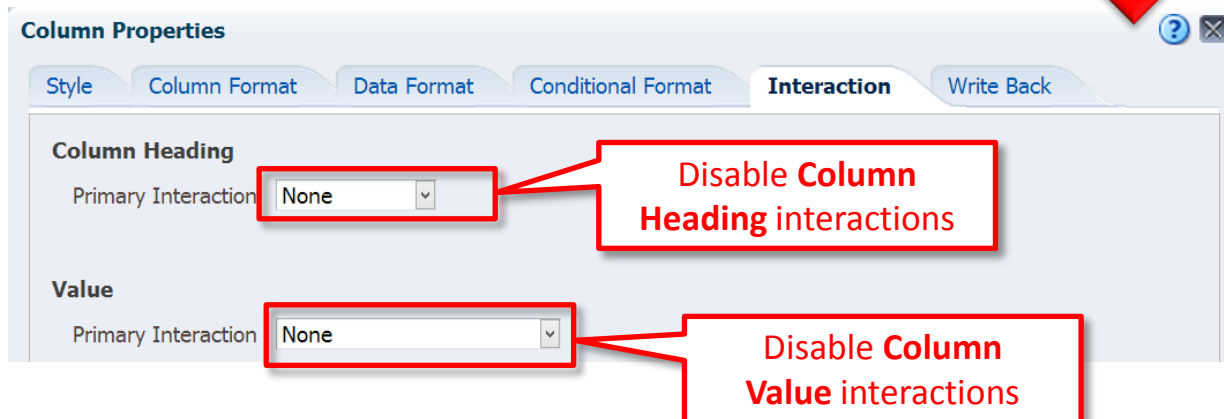 Column Properties
?
Style Column Format Data Format Conditional Format Interaction Write Back
Column Heading
Primary Interaction None
Disable Column
Heading interactions
Value
Primary Interaction None
Disable Column
Value interactions